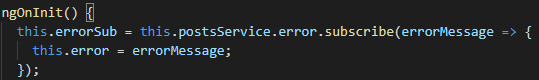 ngOnInit() {
this.errorSub = this.postsService.error.subscribe(errorMessage => {
this.error = errorMessage;
});